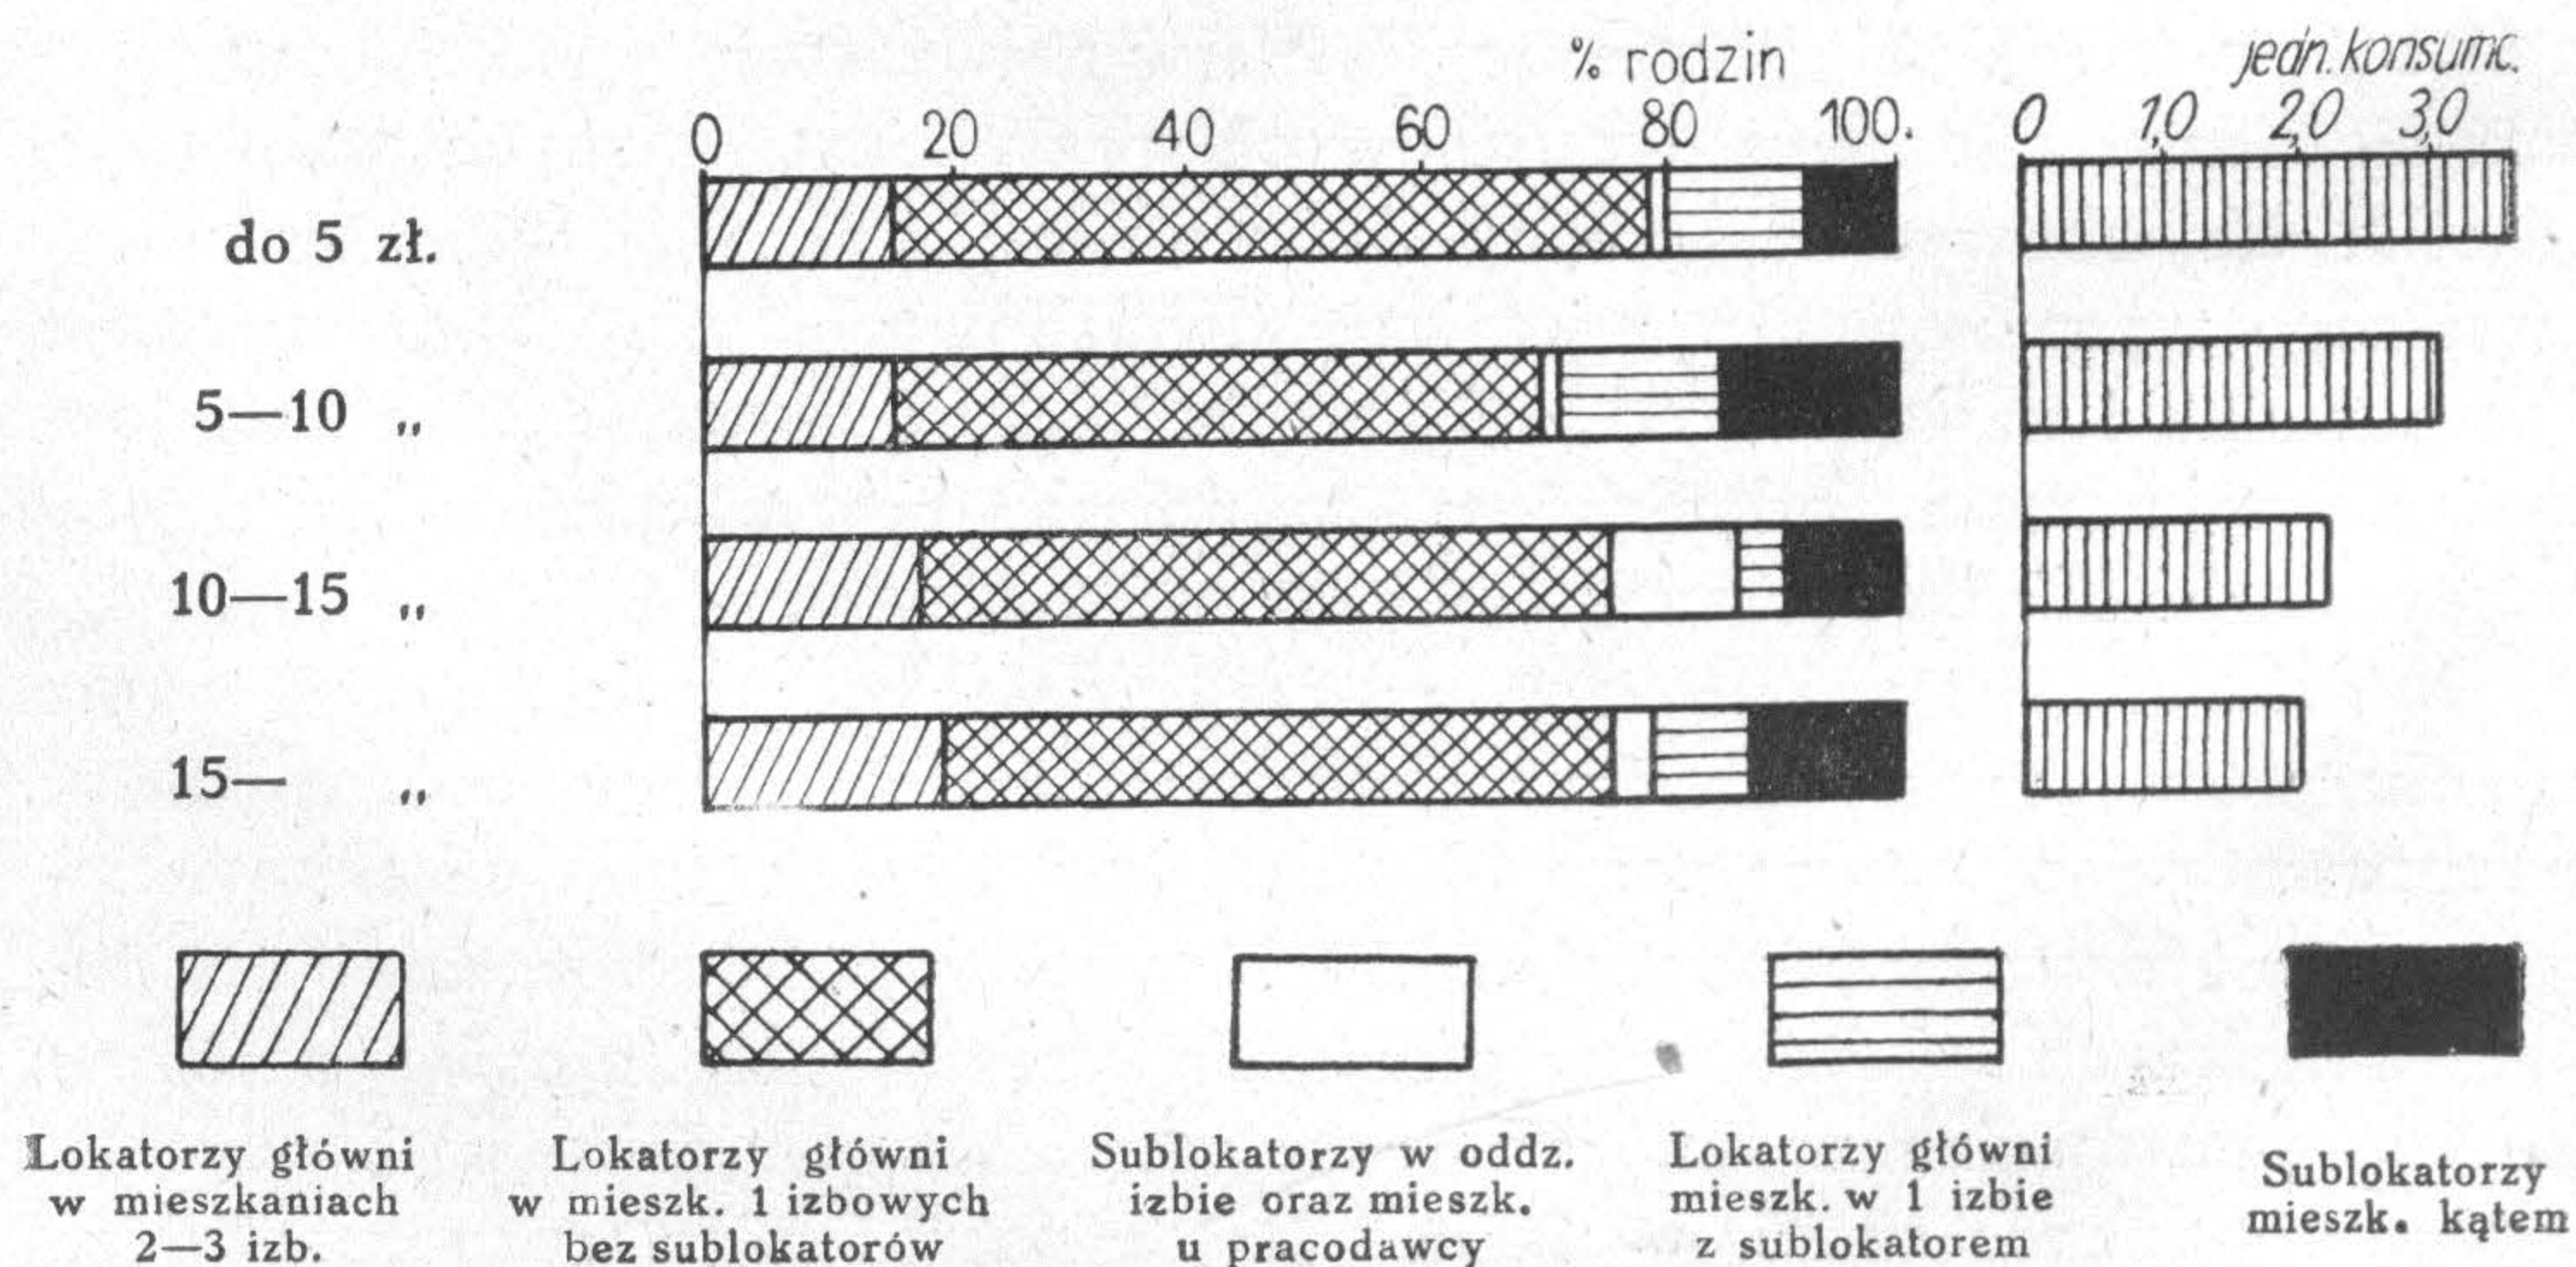 % rodzin
jedn. konsumc.
0 20 40 60 80 100.
0 1,0 2,0 3,0
do 5 zł.
5—10 „
10—15 „
15— „
Lokatorzy główni
w mieszkaniach
2—3 izb.
Lokatorzy główni
w mieszk. 1 izbowych
bez sublokatorów
Sublokatorzy w oddz.
izbie oraz mieszk.
u pracodawcy
Lokatorzy główni
mieszk. w 1 izbie
z sublokatorem
Sublokatorzy
mieszk. kątem